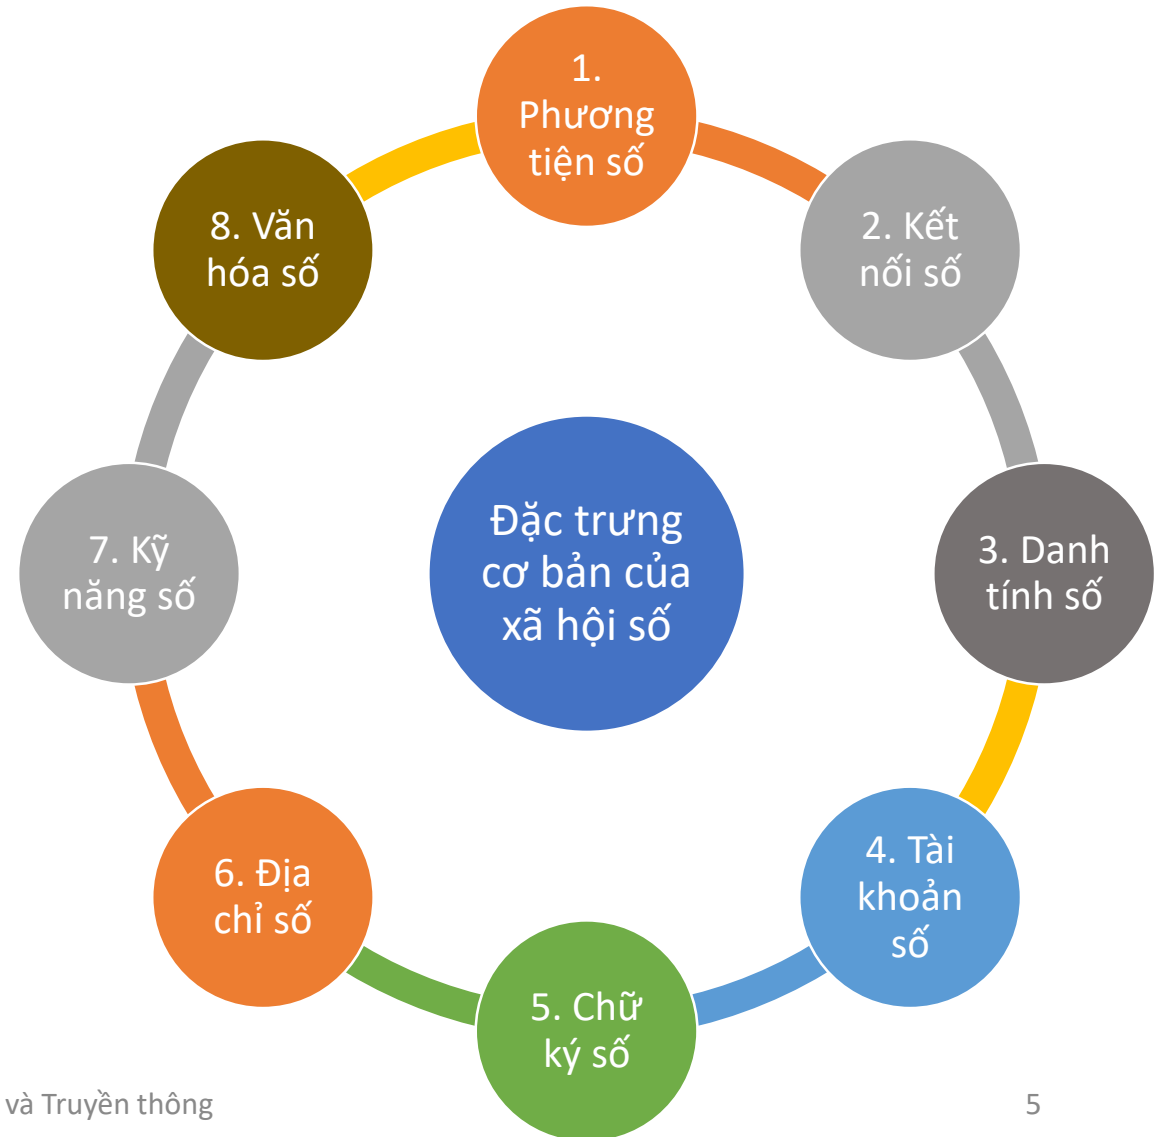 1.
Phương
tiện số
2. Kết
nối số
3. Danh
tính số
4. Tài
khoản
số
5. Chữ
ký số
6. Địa
chỉ số
7. Kỹ
năng số
8. Văn
hóa số
Đặc trưng
cơ bản của
xã hội số
và Truyền thông
5